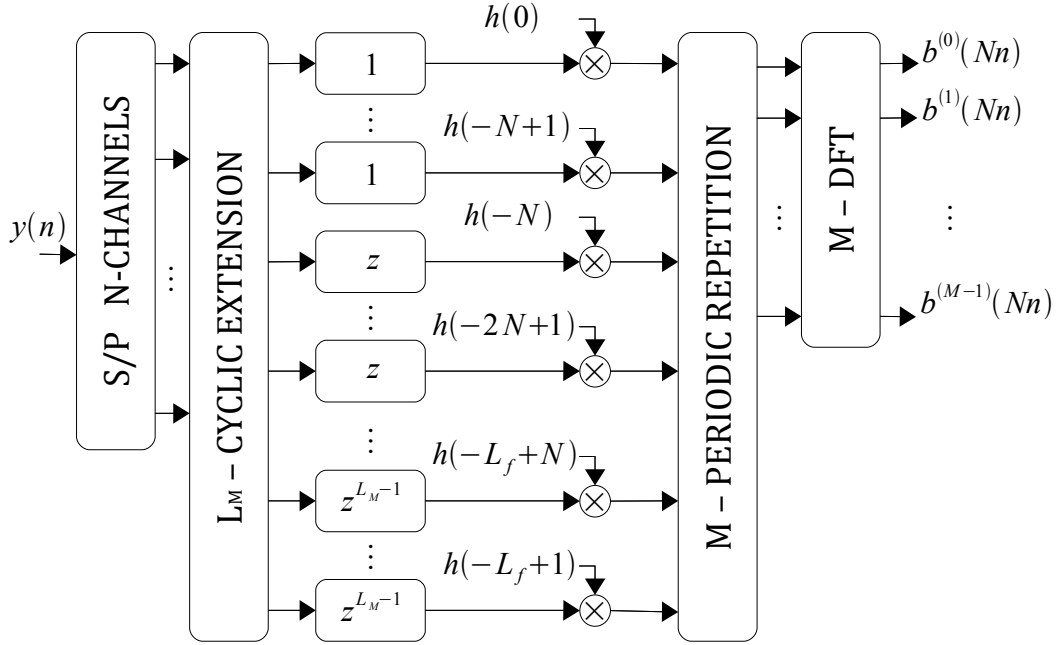 y(n)
S/P N-CHANNELS
⋯
L_M – CYCLIC EXTENSION
1
⋯
1
z
⋯
z
⋯
z^{L_M−1}
⋯
z^{L_M−1}
h(0)
h(−N+1)
h(−N)
h(−2N+1)
h(−L_f+N)
h(−L_f+1)
M – PERIODIC REPETITION
⋯
M – DFT
b^{(0)}(Nn)
b^{(1)}(Nn)
⋯
b^{(M−1)}(Nn)